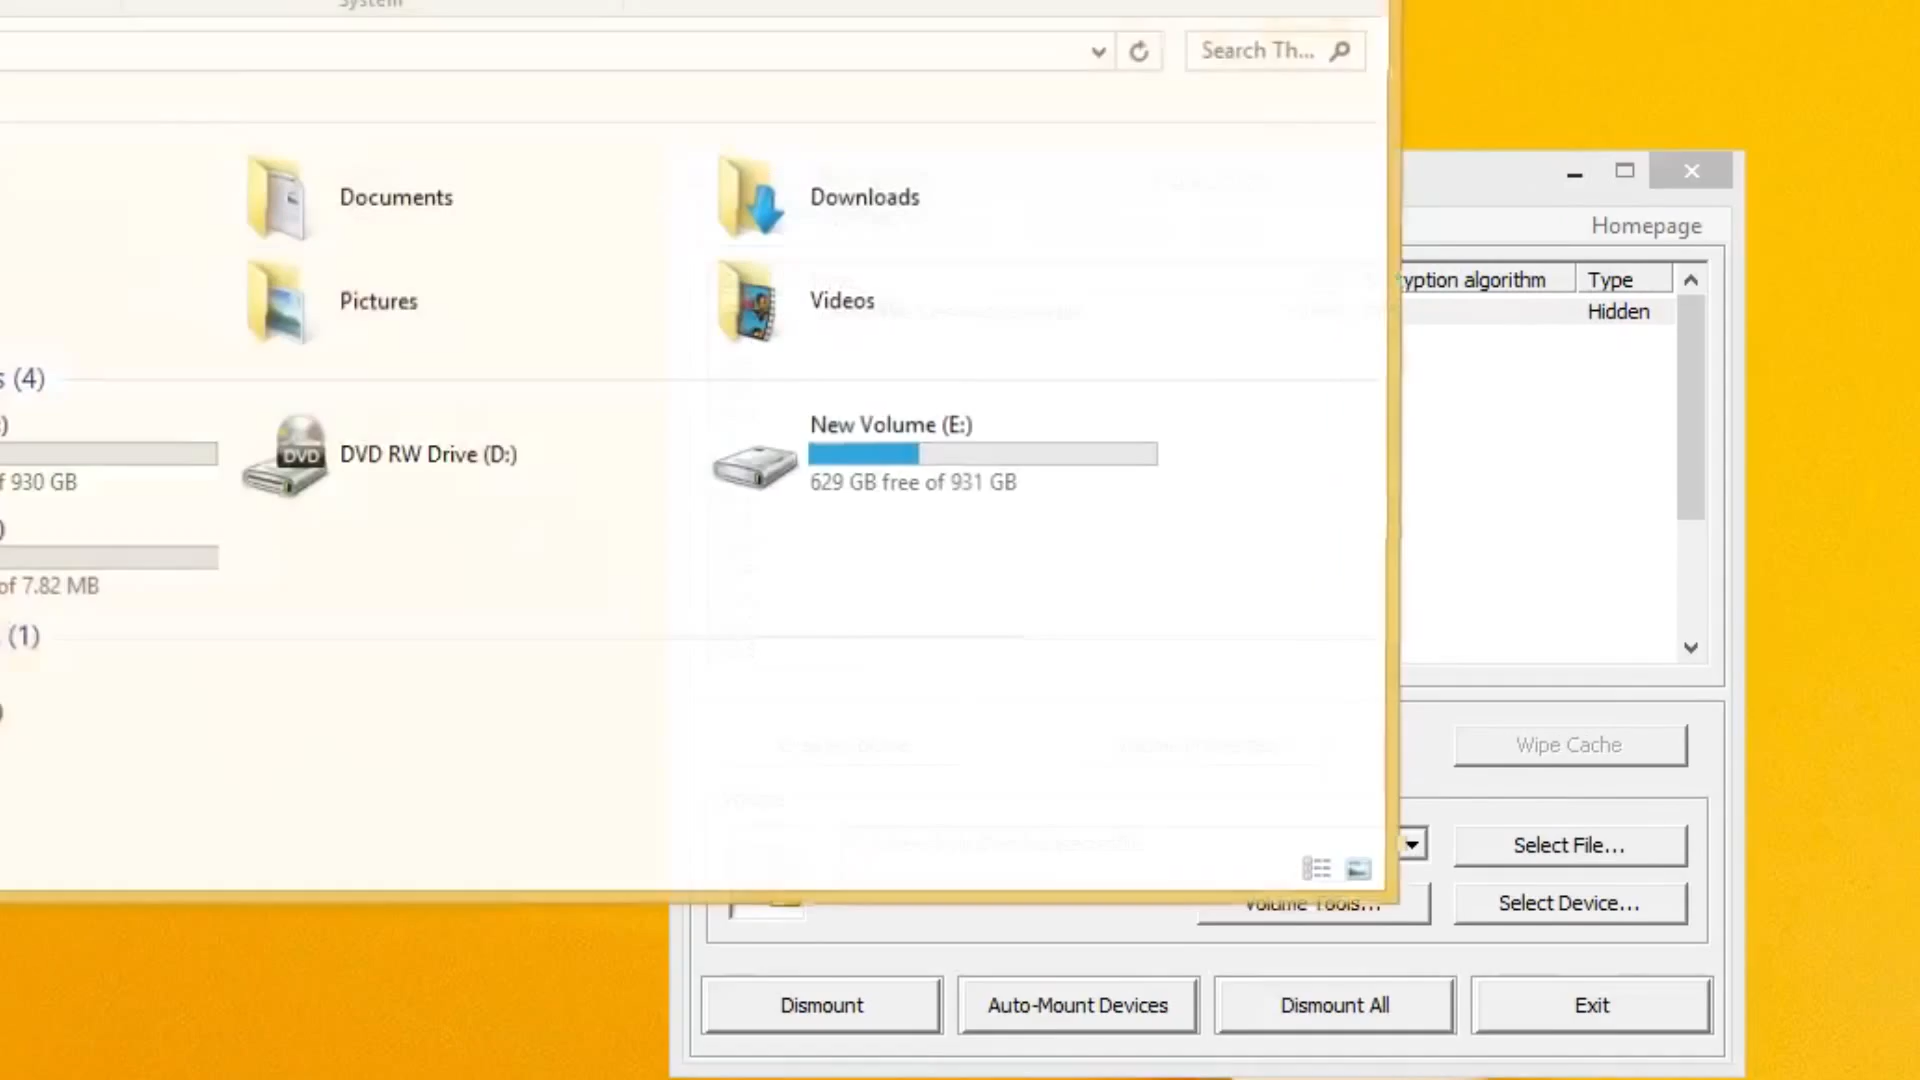 System
Search Th...
Documents
Downloads
Homepage
yption algorithm
Type
Pictures
Videos
Hidden
s (4)
:)
New Volume (E:)
DVD
DVD RW Drive (D:)
f 930 GB
629 GB free of 931 GB
)
of 7.82 MB
(1)
)
Wipe Cache
Select File...
Volume Tools...
Select Device...
Dismount
Auto-Mount Devices
Dismount All
Exit